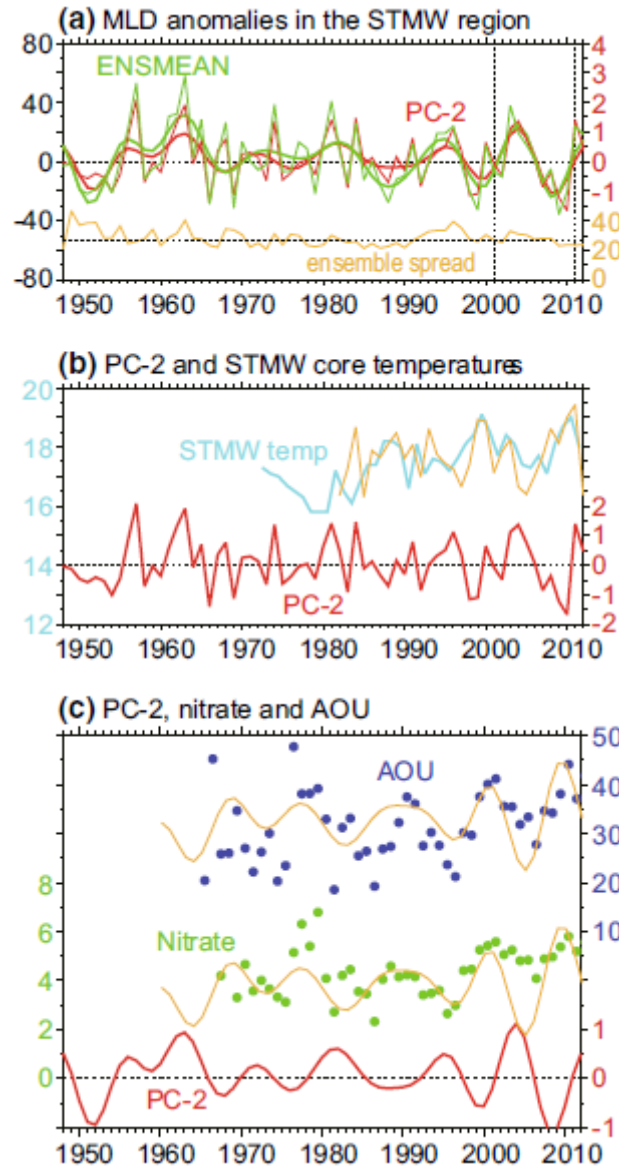 (a) MLD anomalies in the STMW region
80
4
ENSMEAN
3
40
PC-2
2
1
0
0
-1
-40
40
20
ensemble spread
-80
0
1950 1960 1970 1980 1990 2000 2010
(b) PC-2 and STMW core temperatures
20
18
STMW temp
16
2
1
14
0
PC-2
-1
12
-2
1950 1960 1970 1980 1990 2000 2010
(c) PC-2, nitrate and AOU
50
AOU
40
30
8
20
Nitrate
6
10
4
2
1
0
0
PC-2
-1
1950 1960 1970 1980 1990 2000 2010